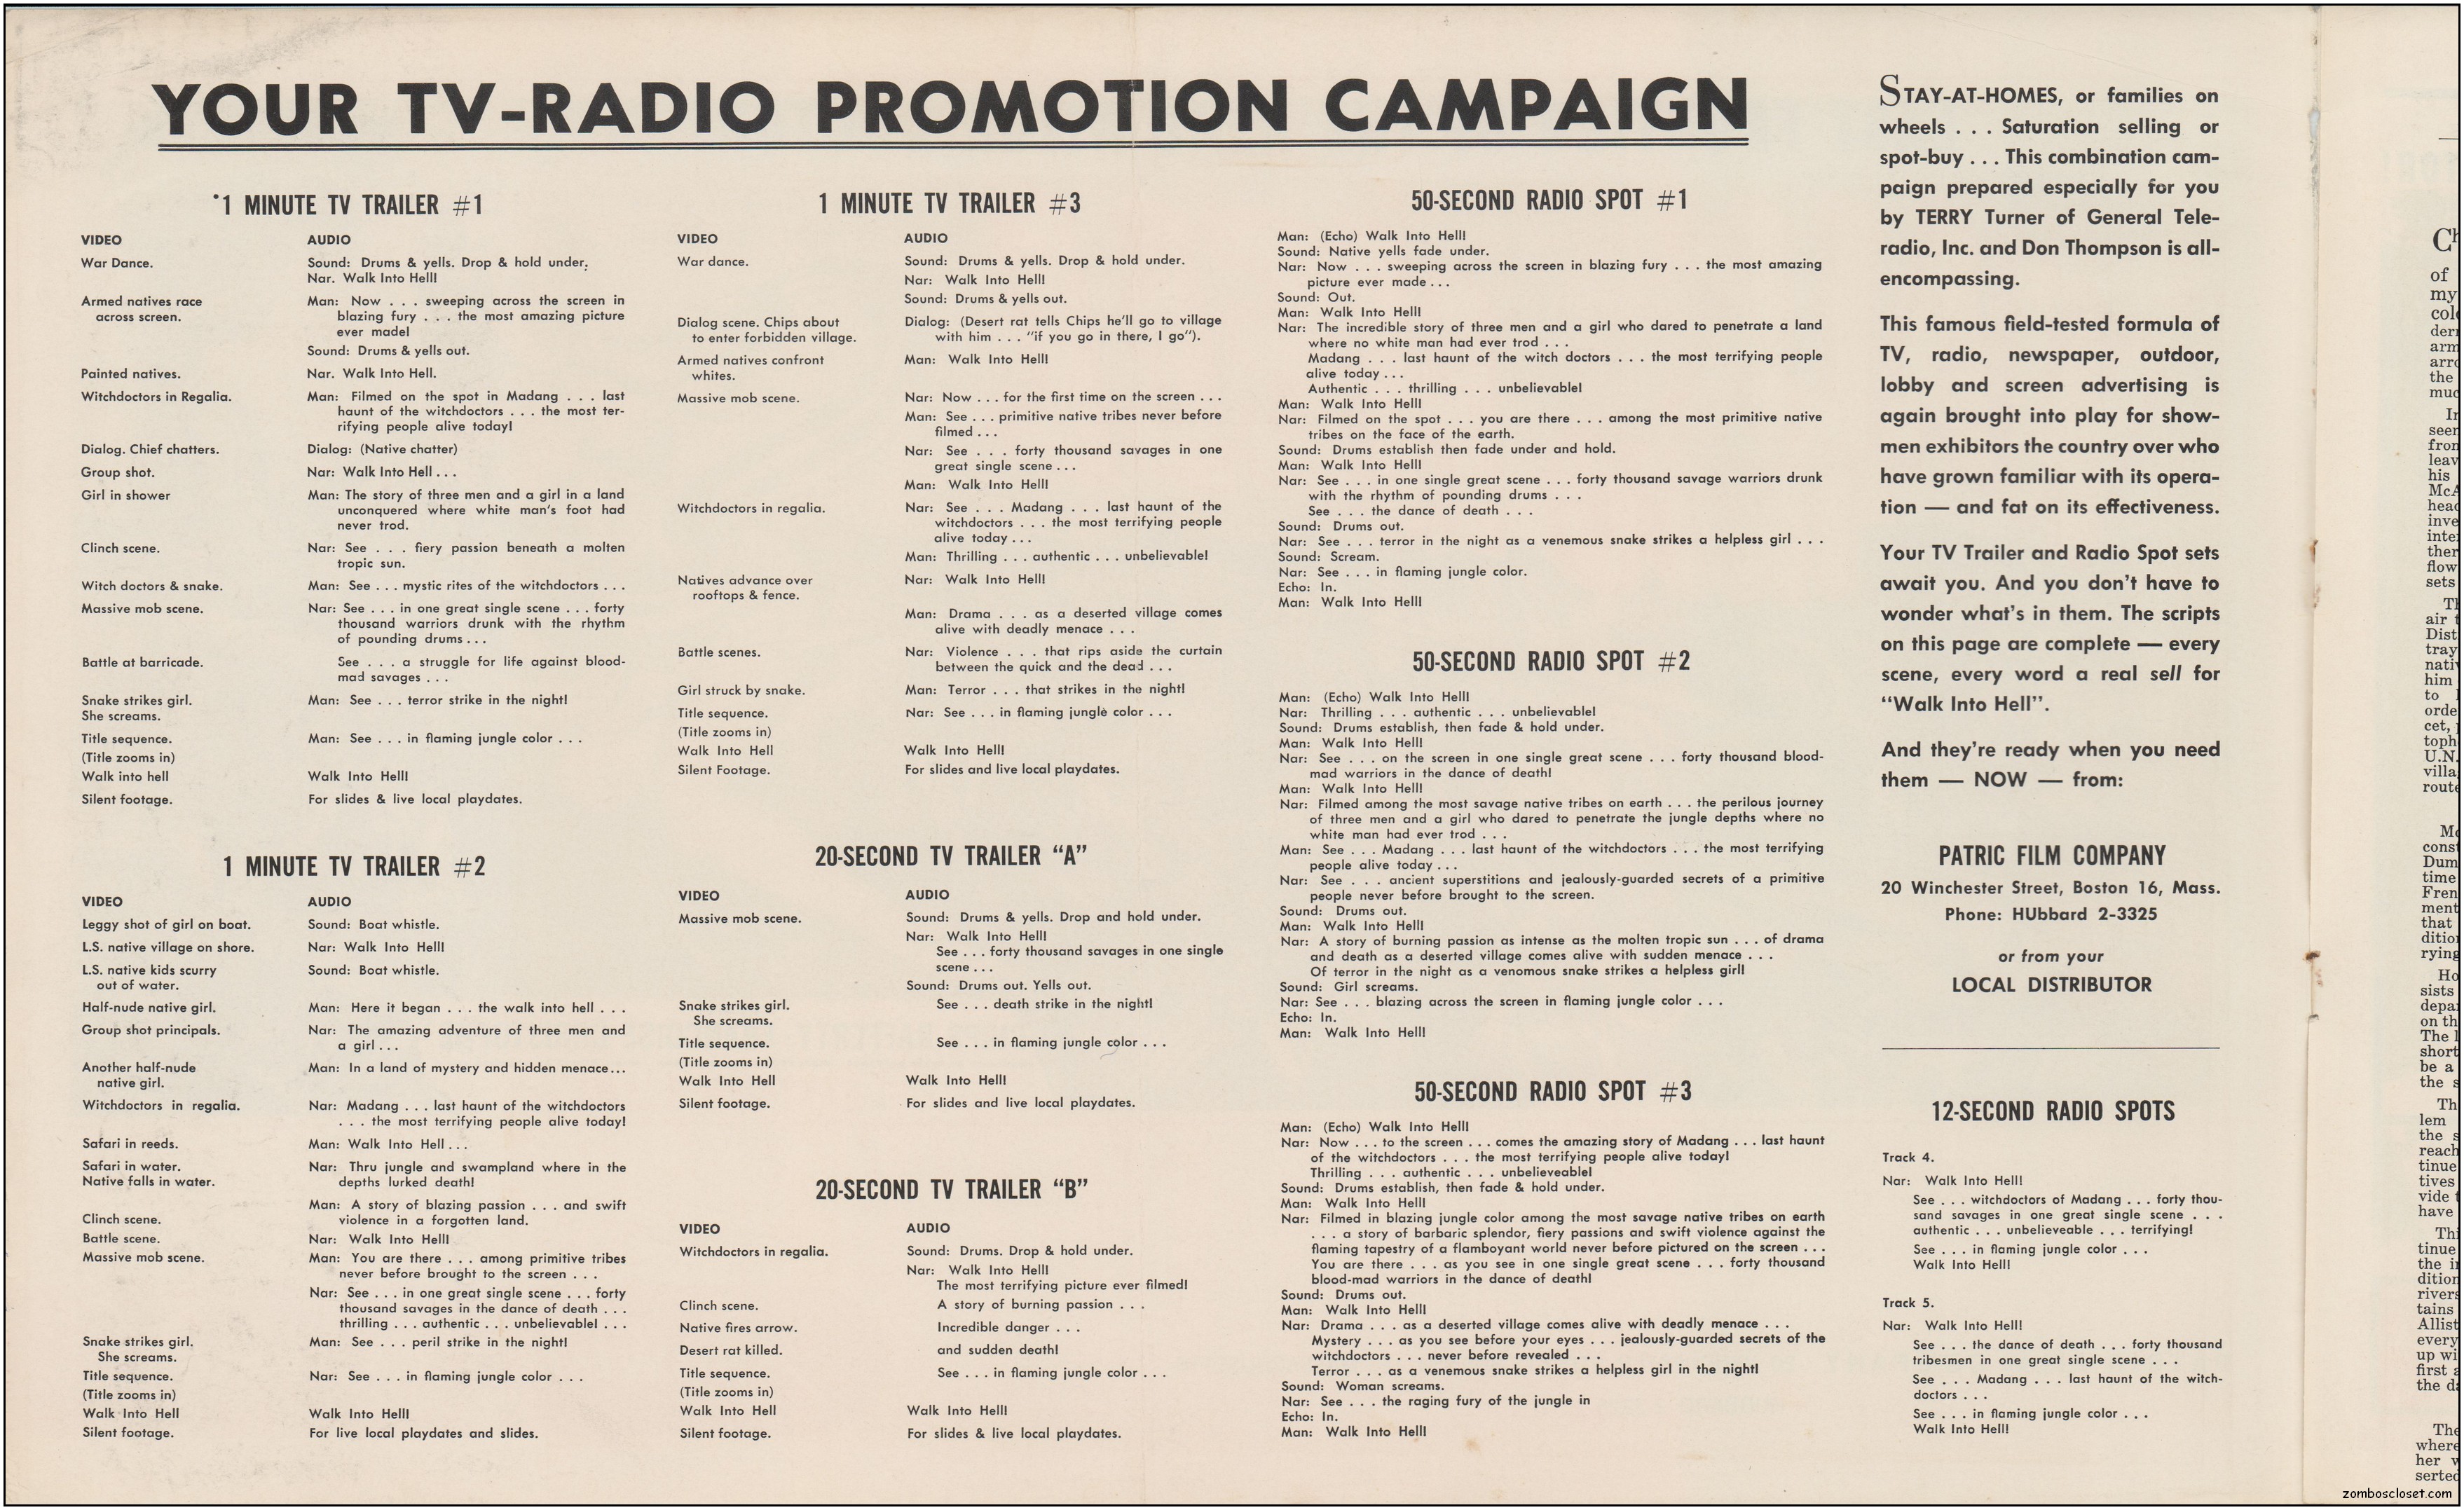 YOUR TV-RADIO PROMOTION CAMPAIGN
1 MINUTE TV TRAILER #1
VIDEO AUDIO
War Dance. Sound: Drums & yells. Drop & hold under.
Nar. Walk Into Hell!
Armed natives race Man: Now . . . sweeping across the screen in
across screen. blazing fury . . . the most amazing picture
ever made!
Sound: Drums & yells out.
Painted natives. Nar. Walk Into Hell.
Witchdoctors in Regalia. Man: Filmed on the spot in Madang . . . last
haunt of the witchdoctors . . . the most ter-
rifying people alive today!
Dialog. Chief chatters. Dialog: (Native chatter)
Group shot. Nar: Walk Into Hell . . .
Girl in shower Man: The story of three men and a girl in a land
unconquered where white man's foot had
never trod.
Clinch scene. Nar: See . . . fiery passion beneath a molten
tropic sun.
Witch doctors & snake. Man: See . . . mystic rites of the witchdoctors . . .
Massive mob scene. Nar: See . . . in one great single scene . . . forty
thousand warriors drunk with the rhythm
of pounding drums . . .
Battle at barricade. See . . . a struggle for life against blood-
mad savages . . .
Snake strikes girl. Man: See . . . terror strike in the night!
She screams.
Title sequence. Man: See . . . in flaming jungle color . . .
(Title zooms in)
Walk into hell Walk Into Hell!
Silent footage. For slides & live local playdates.
1 MINUTE TV TRAILER #2
VIDEO AUDIO
Leggy shot of girl on boat. Sound: Boat whistle.
L.S. native village on shore. Nar: Walk Into Hell!
L.S. native kids scurry Sound: Boat whistle.
out of water.
Half-nude native girl. Man: Here it began . . . the walk into hell . . .
Group shot principals. Nar: The amazing adventure of three men and
a girl . . .
Another half-nude Man: In a land of mystery and hidden menace...
native girl.
Witchdoctors in regalia. Nar: Madang . . . last haunt of the witchdoctors
. . . the most terrifying people alive today!
Safari in reeds. Man: Walk Into Hell . . .
Safari in water. Nar: Thru jungle and swampland where in the
Native falls in water. depths lurked death!
Man: A story of blazing passion . . . and swift
Clinch scene. violence in a forgotten land.
Battle scene. Nar: Walk Into Hell!
Massive mob scene. Man: You are there . . . among primitive tribes
never before brought to the screen . . .
Nar: See . . . in one great single scene . . . forty
thousand savages in the dance of death . . .
thrilling . . . authentic . . . unbelievable! . . .
Snake strikes girl. Man: See . . . peril strike in the night!
She screams.
Title sequence. Nar: See . . . in flaming jungle color . . .
(Title zooms in)
Walk Into Hell Walk Into Hell!
Silent footage. For live local playdates and slides.
1 MINUTE TV TRAILER #3
VIDEO AUDIO
War dance. Sound: Drums & yells. Drop & hold under.
Nar: Walk Into Hell!
Sound: Drums & yells out.
Dialog scene. Chips about Dialog: (Desert rat tells Chips he'll go to village
to enter forbidden village. with him . . . "if you go in there, I go").
Armed natives confront Man: Walk Into Hell!
whites.
Massive mob scene. Nar: Now . . . for the first time on the screen . . .
Man: See . . . primitive native tribes never before
filmed . . .
Nar: See . . . forty thousand savages in one
great single scene . . .
Man: Walk Into Hell!
Witchdoctors in regalia. Nar: See . . . Madang . . . last haunt of the
witchdoctors . . . the most terrifying people
alive today . . .
Man: Thrilling . . . authentic . . . unbelievable!
Natives advance over Nar: Walk Into Hell!
rooftops & fence.
Man: Drama . . . as a deserted village comes
alive with deadly menace . . .
Battle scenes. Nar: Violence . . . that rips aside the curtain
between the quick and the dead . . .
Girl struck by snake. Man: Terror . . . that strikes in the night!
Title sequence. Nar: See . . . in flaming jungle color . . .
(Title zooms in)
Walk Into Hell Walk Into Hell!
Silent Footage. For slides and live local playdates.
20-SECOND TV TRAILER "A"
VIDEO AUDIO
Massive mob scene. Sound: Drums & yells. Drop and hold under.
Nar: Walk Into Hell!
See . . . forty thousand savages in one single
scene . . .
Sound: Drums out. Yells out.
Snake strikes girl. See . . . death strike in the night!
She screams.
Title sequence. See . . . in flaming jungle color . . .
(Title zooms in)
Walk Into Hell Walk Into Hell!
Silent footage. For slides and live local playdates.
20-SECOND TV TRAILER "B"
VIDEO AUDIO
Witchdoctors in regalia. Sound: Drums. Drop & hold under.
Nar: Walk Into Hell!
The most terrifying picture ever filmed!
Clinch scene. A story of burning passion . . .
Native fires arrow. Incredible danger . . .
Desert rat killed. and sudden death!
Title sequence. See . . . in flaming jungle color . . .
(Title zooms in)
Walk Into Hell Walk Into Hell!
Silent footage. For slides & live local playdates.
50-SECOND RADIO SPOT #1
Man: (Echo) Walk Into Hell!
Sound: Native yells fade under.
Nar: Now . . . sweeping across the screen in blazing fury . . . the most amazing
picture ever made . . .
Sound: Out.
Man: Walk Into Hell!
Nar: The incredible story of three men and a girl who dared to penetrate a land
where no white man had ever trod . . .
Madang . . . last haunt of the witch doctors . . . the most terrifying people
alive today . . .
Authentic . . . thrilling . . . unbelievable!
Man: Walk Into Hell!
Nar: Filmed on the spot . . . you are there . . . among the most primitive native
tribes on the face of the earth.
Sound: Drums establish then fade under and hold.
Man: Walk Into Hell!
Nar: See . . . in one single great scene . . . forty thousand savage warriors drunk
with the rhythm of pounding drums . . .
See . . . the dance of death . . .
Sound: Drums out.
Nar: See . . . terror in the night as a venemous snake strikes a helpless girl . . .
Sound: Scream.
Nar: See . . . in flaming jungle color.
Echo: In.
Man: Walk Into Hell!
50-SECOND RADIO SPOT #2
Man: (Echo) Walk Into Hell!
Nar: Thrilling . . . authentic . . . unbelievable!
Sound: Drums establish, then fade & hold under.
Man: Walk Into Hell!
Nar: See . . . on the screen in one single great scene . . . forty thousand blood-
mad warriors in the dance of death!
Man: Walk Into Hell!
Nar: Filmed among the most savage native tribes on earth . . . the perilous journey
of three men and a girl who dared to penetrate the jungle depths where no
white man had ever trod . . .
Man: See . . . Madang . . . last haunt of the witchdoctors . . . the most terrifying
people alive today . . .
Nar: See . . . ancient superstitions and jealously-guarded secrets of a primitive
people never before brought to the screen.
Sound: Drums out.
Man: Walk Into Hell!
Nar: A story of burning passion as intense as the molten tropic sun . . . of drama
and death as a deserted village comes alive with sudden menace . . .
Of terror in the night as a venomous snake strikes a helpless girl!
Sound: Girl screams.
Nar: See . . . blazing across the screen in flaming jungle color . . .
Echo: In.
Man: Walk Into Hell!
50-SECOND RADIO SPOT #3
Man: (Echo) Walk Into Hell!
Nar: Now . . . to the screen . . . comes the amazing story of Madang . . . last haunt
of the witchdoctors . . . the most terrifying people alive today!
Thrilling . . . authentic . . . unbelieveable!
Sound: Drums establish, then fade & hold under.
Man: Walk Into Hell!
Nar: Filmed in blazing jungle color among the most savage native tribes on earth
. . . a story of barbaric splendor, fiery passions and swift violence against the
flaming tapestry of a flamboyant world never before pictured on the screen . . .
You are there . . . as you see in one single great scene . . . forty thousand
blood-mad warriors in the dance of death!
Sound: Drums out.
Man: Walk Into Hell!
Nar: Drama . . . as a deserted village comes alive with deadly menace . . .
Mystery . . . as you see before your eyes . . . jealously-guarded secrets of the
witchdoctors . . . never before revealed . . .
Terror . . . as a venemous snake strikes a helpless girl in the night!
Sound: Woman screams.
Nar: See . . . the raging fury of the jungle in
Echo: In.
Man: Walk Into Hell!
STAY-AT-HOMES, or families on
wheels . . . Saturation selling or
spot-buy . . . This combination cam-
paign prepared especially for you
by TERRY Turner of General Tele-
radio, Inc. and Don Thompson is all-
encompassing.
This famous field-tested formula of
TV, radio, newspaper, outdoor,
lobby and screen advertising is
again brought into play for show-
men exhibitors the country over who
have grown familiar with its opera-
tion — and fat on its effectiveness.
Your TV Trailer and Radio Spot sets
await you. And you don't have to
wonder what's in them. The scripts
on this page are complete — every
scene, every word a real sell for
"Walk Into Hell".
And they're ready when you need
them — NOW — from:
PATRIC FILM COMPANY
20 Winchester Street, Boston 16, Mass.
Phone: HUbbard 2-3325
or from your
LOCAL DISTRIBUTOR
12-SECOND RADIO SPOTS
Track 4.
Nar: Walk Into Hell!
See . . . witchdoctors of Madang . . . forty thou-
sand savages in one great single scene . . .
authentic . . . unbelieveable . . . terrifying!
See . . . in flaming jungle color . . .
Walk Into Hell!
Track 5.
Nar: Walk Into Hell!
See . . . the dance of death . . . forty thousand
tribesmen in one great single scene . . .
See . . . Madang . . . last haunt of the witch-
doctors . . .
See . . . in flaming jungle color . . .
Walk Into Hell!
zomboscloset.com